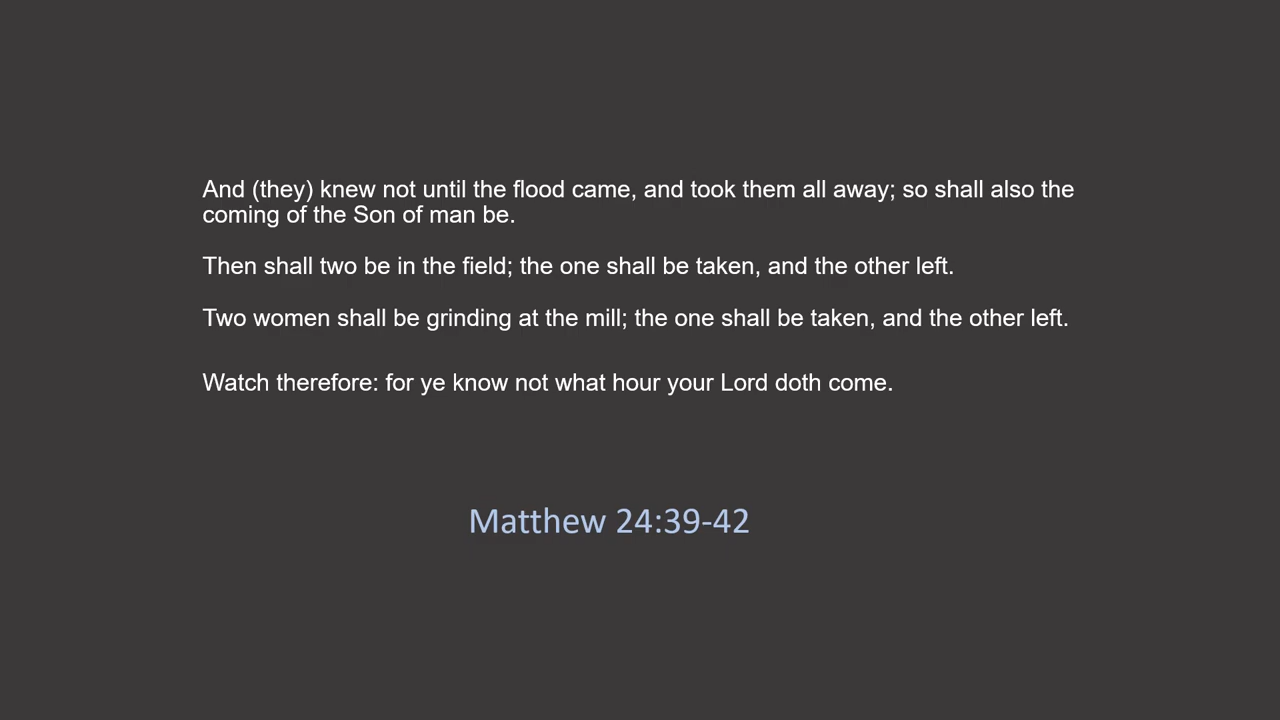 And (they) knew not until the flood came, and took them all away; so shall also the
coming of the Son of man be.
Then shall two be in the field; the one shall be taken, and the other left.
Two women shall be grinding at the mill; the one shall be taken, and the other left.
Watch therefore: for ye know not what hour your Lord doth come.
Matthew 24:39-42